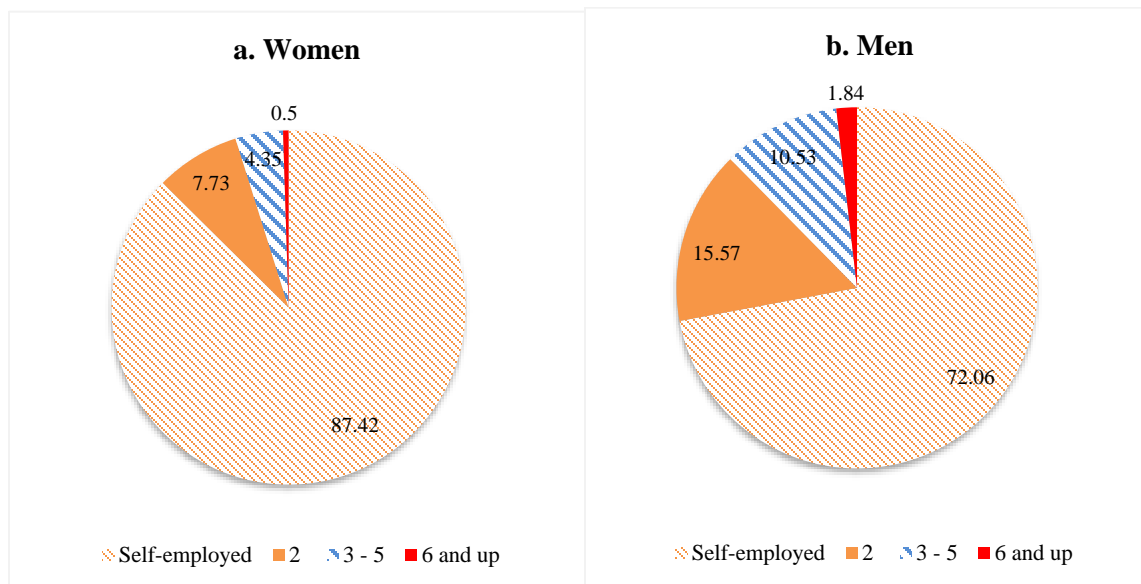 a. Women
0.5
4.35
7.73
87.42
Self-employed 2 3 - 5 6 and up
b. Men
1.84
10.53
15.57
72.06
Self-employed 2 3 - 5 6 and up